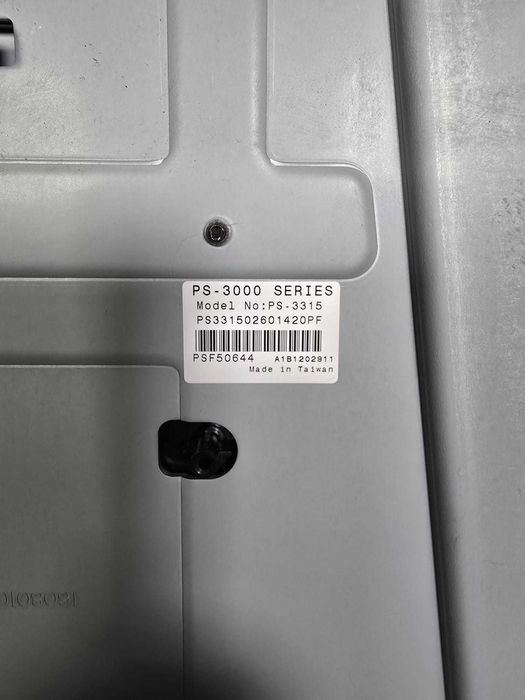 PS-3000 SERIES
Model No:PS-3315
PS331502601420PF
PSF50644 A1B1202911
Made in Taiwan